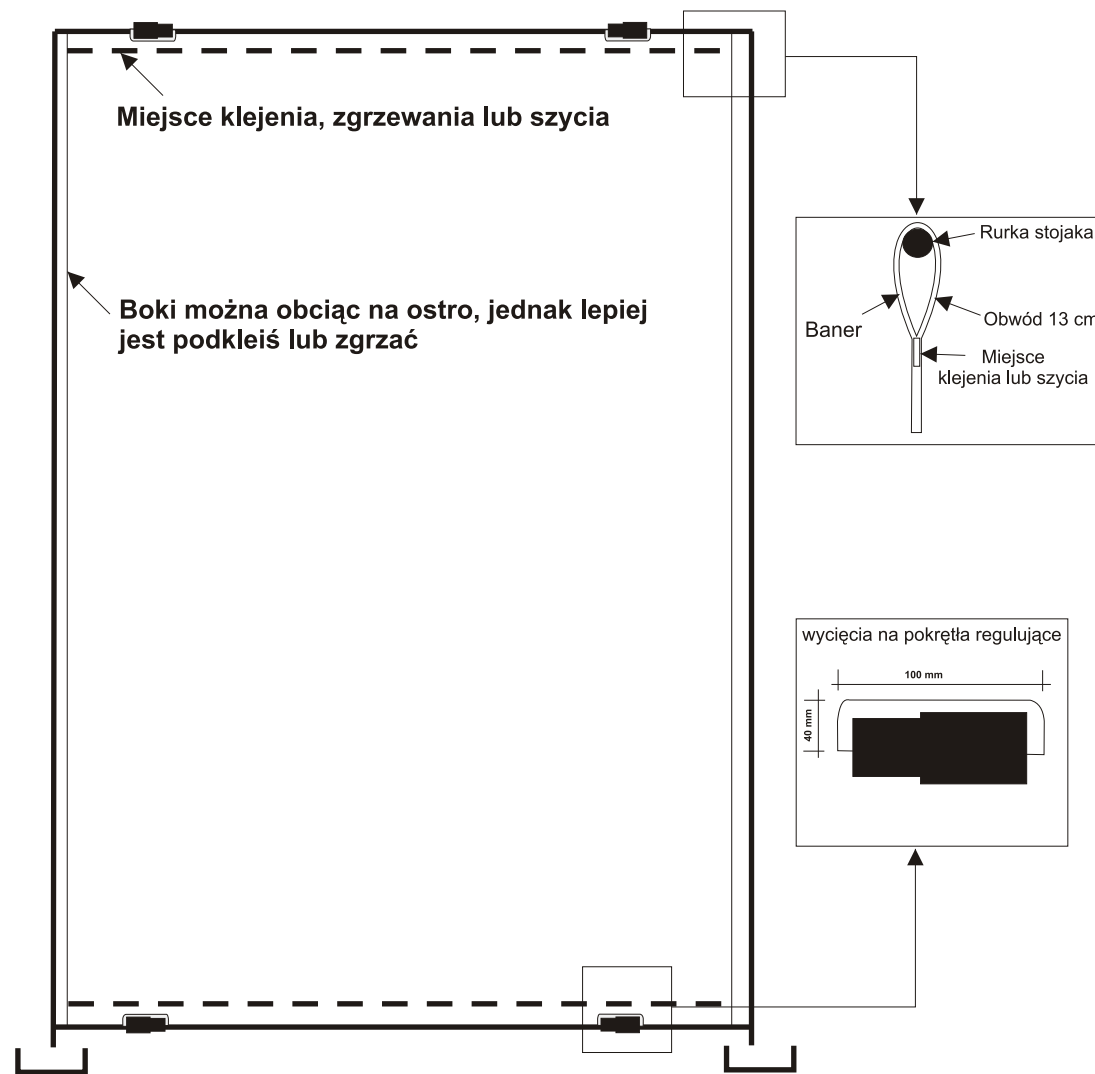 Miejsce klejenia, zgrzewania lub szycia
Boki można obciąc na ostro, jednak lepiej
jest podkleiś lub zgrzać
Rurka stojaka
Baner
Obwód 13 cm
Miejsce
klejenia lub szycia
wycięcia na pokrętła regulujące
100 mm
40 mm